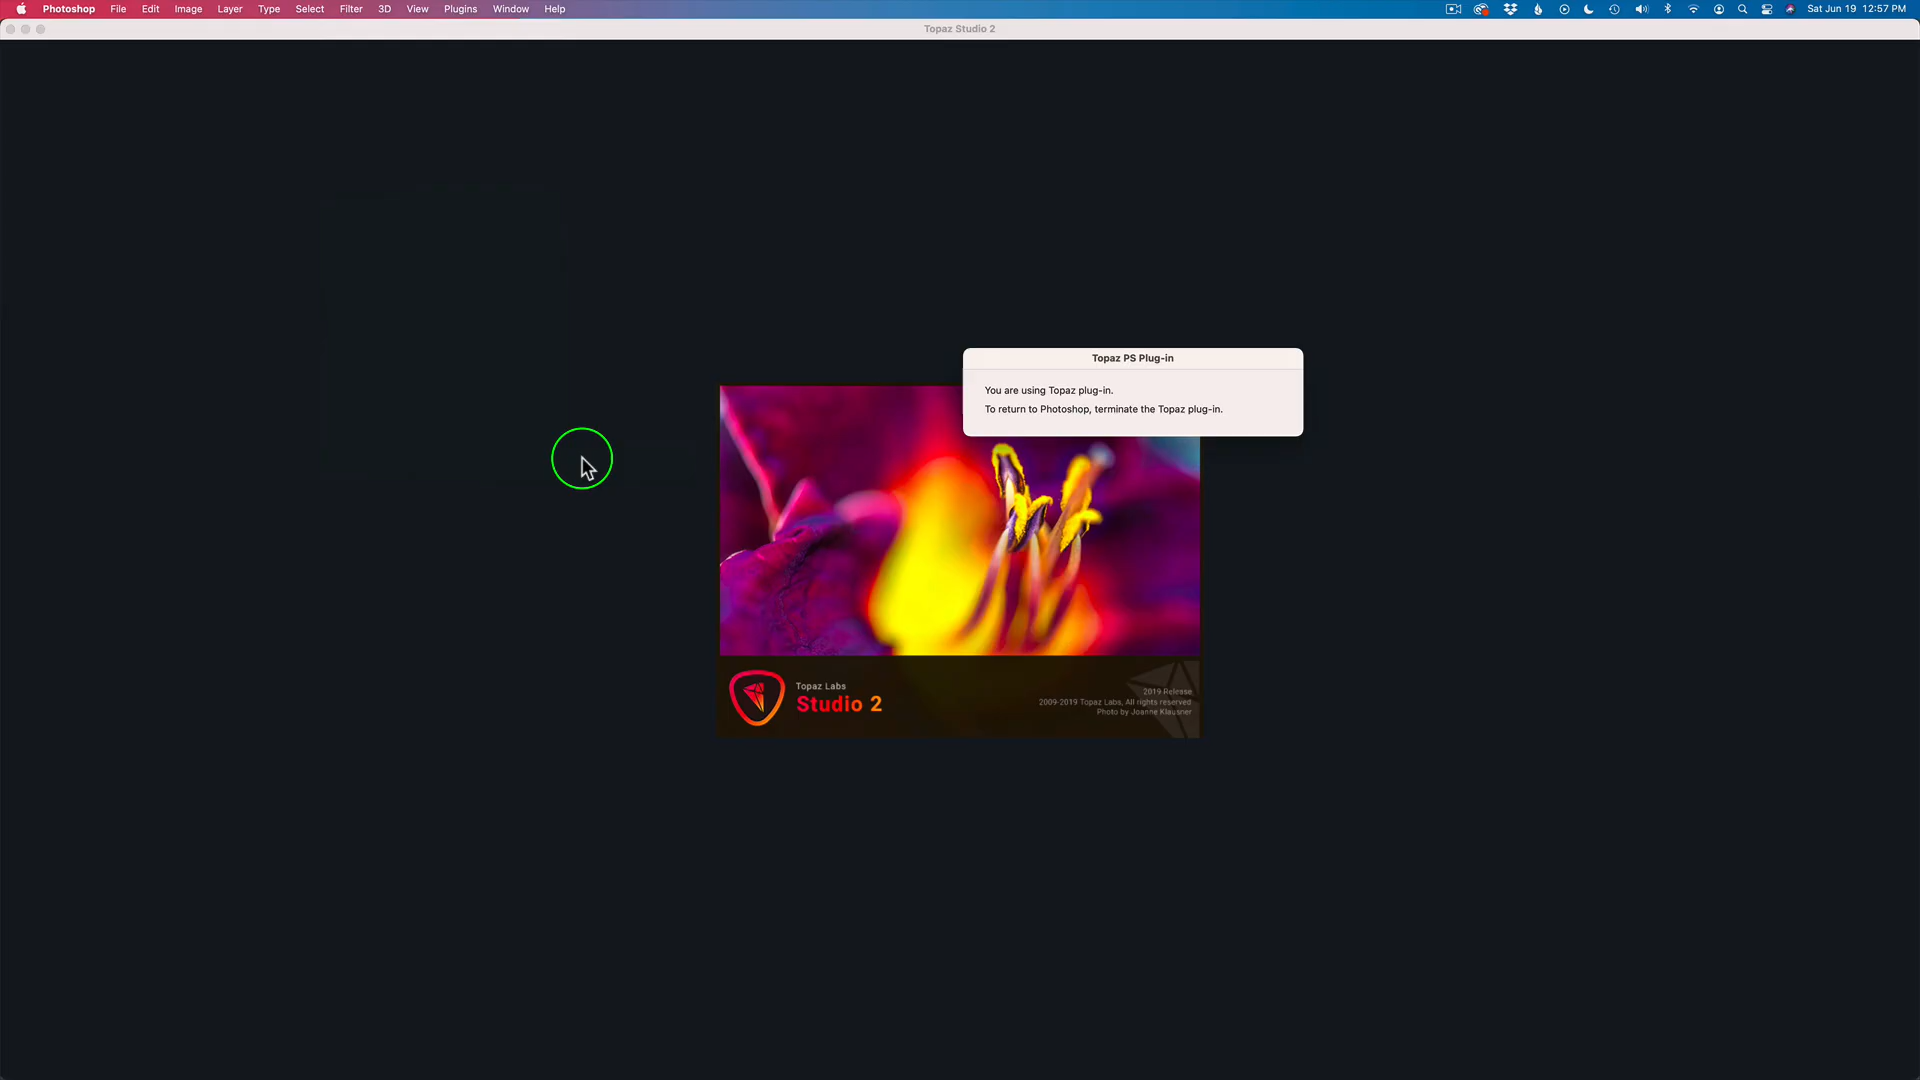 Photoshop File Edit Image Layer Type Select Filter 3D View Plugins Window Help Sat Jun 19 12:57 PM
Topaz Studio 2
Topaz PS Plug-in
You are using Topaz plug-in.
To return to Photoshop, terminate the Topaz plug-in.
Topaz Labs
Studio 2
2019 Release
2009-2019 Topaz Labs, All rights reserved
Photo by Joanne Klausner